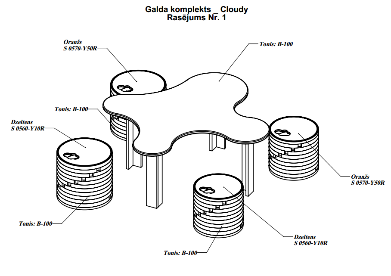 Galda komplekts _ Cloudy
Rasējums Nr. 1
Oranžs
S 0570-Y50R
Tonis: B-100
Tonis: B-100
Dzeltens
S 0560-Y10R
Oranžs
S 0570-Y50R
Tonis: B-100
Dzeltens
S 0560-Y10R
Tonis: B-100